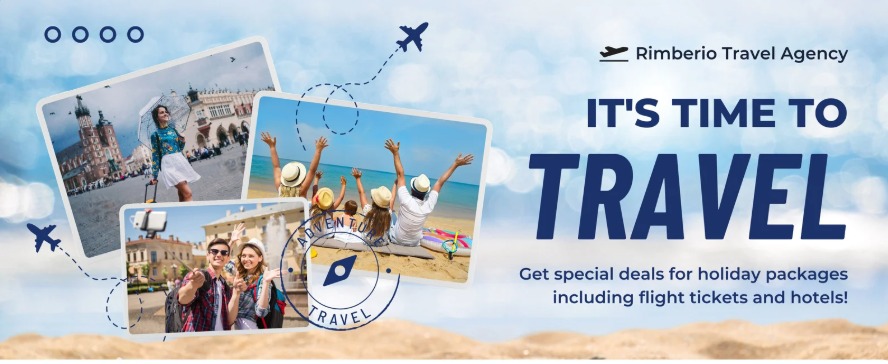 Rimberio Travel Agency
IT'S TIME TO
TRAVEL
Get special deals for holiday packages
including flight tickets and hotels!
ADVENTURE
TRAVEL